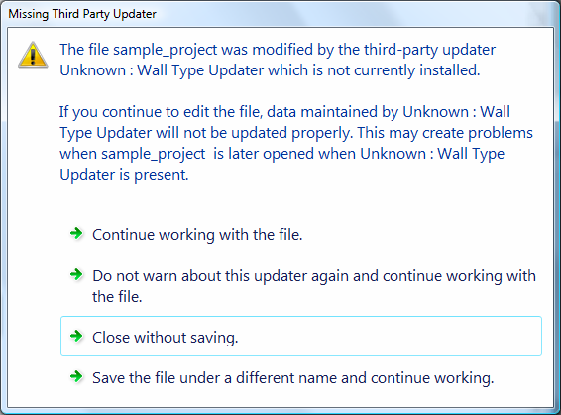 Missing Third Party Updater
The file sample_project was modified by the third-party updater
Unknown : Wall Type Updater which is not currently installed.
If you continue to edit the file, data maintained by Unknown : Wall
Type Updater will not be updated properly. This may create problems
when sample_project  is later opened when Unknown : Wall Type
Updater is present.
Continue working with the file.
Do not warn about this updater again and continue working with
the file.
Close without saving.
Save the file under a different name and continue working.